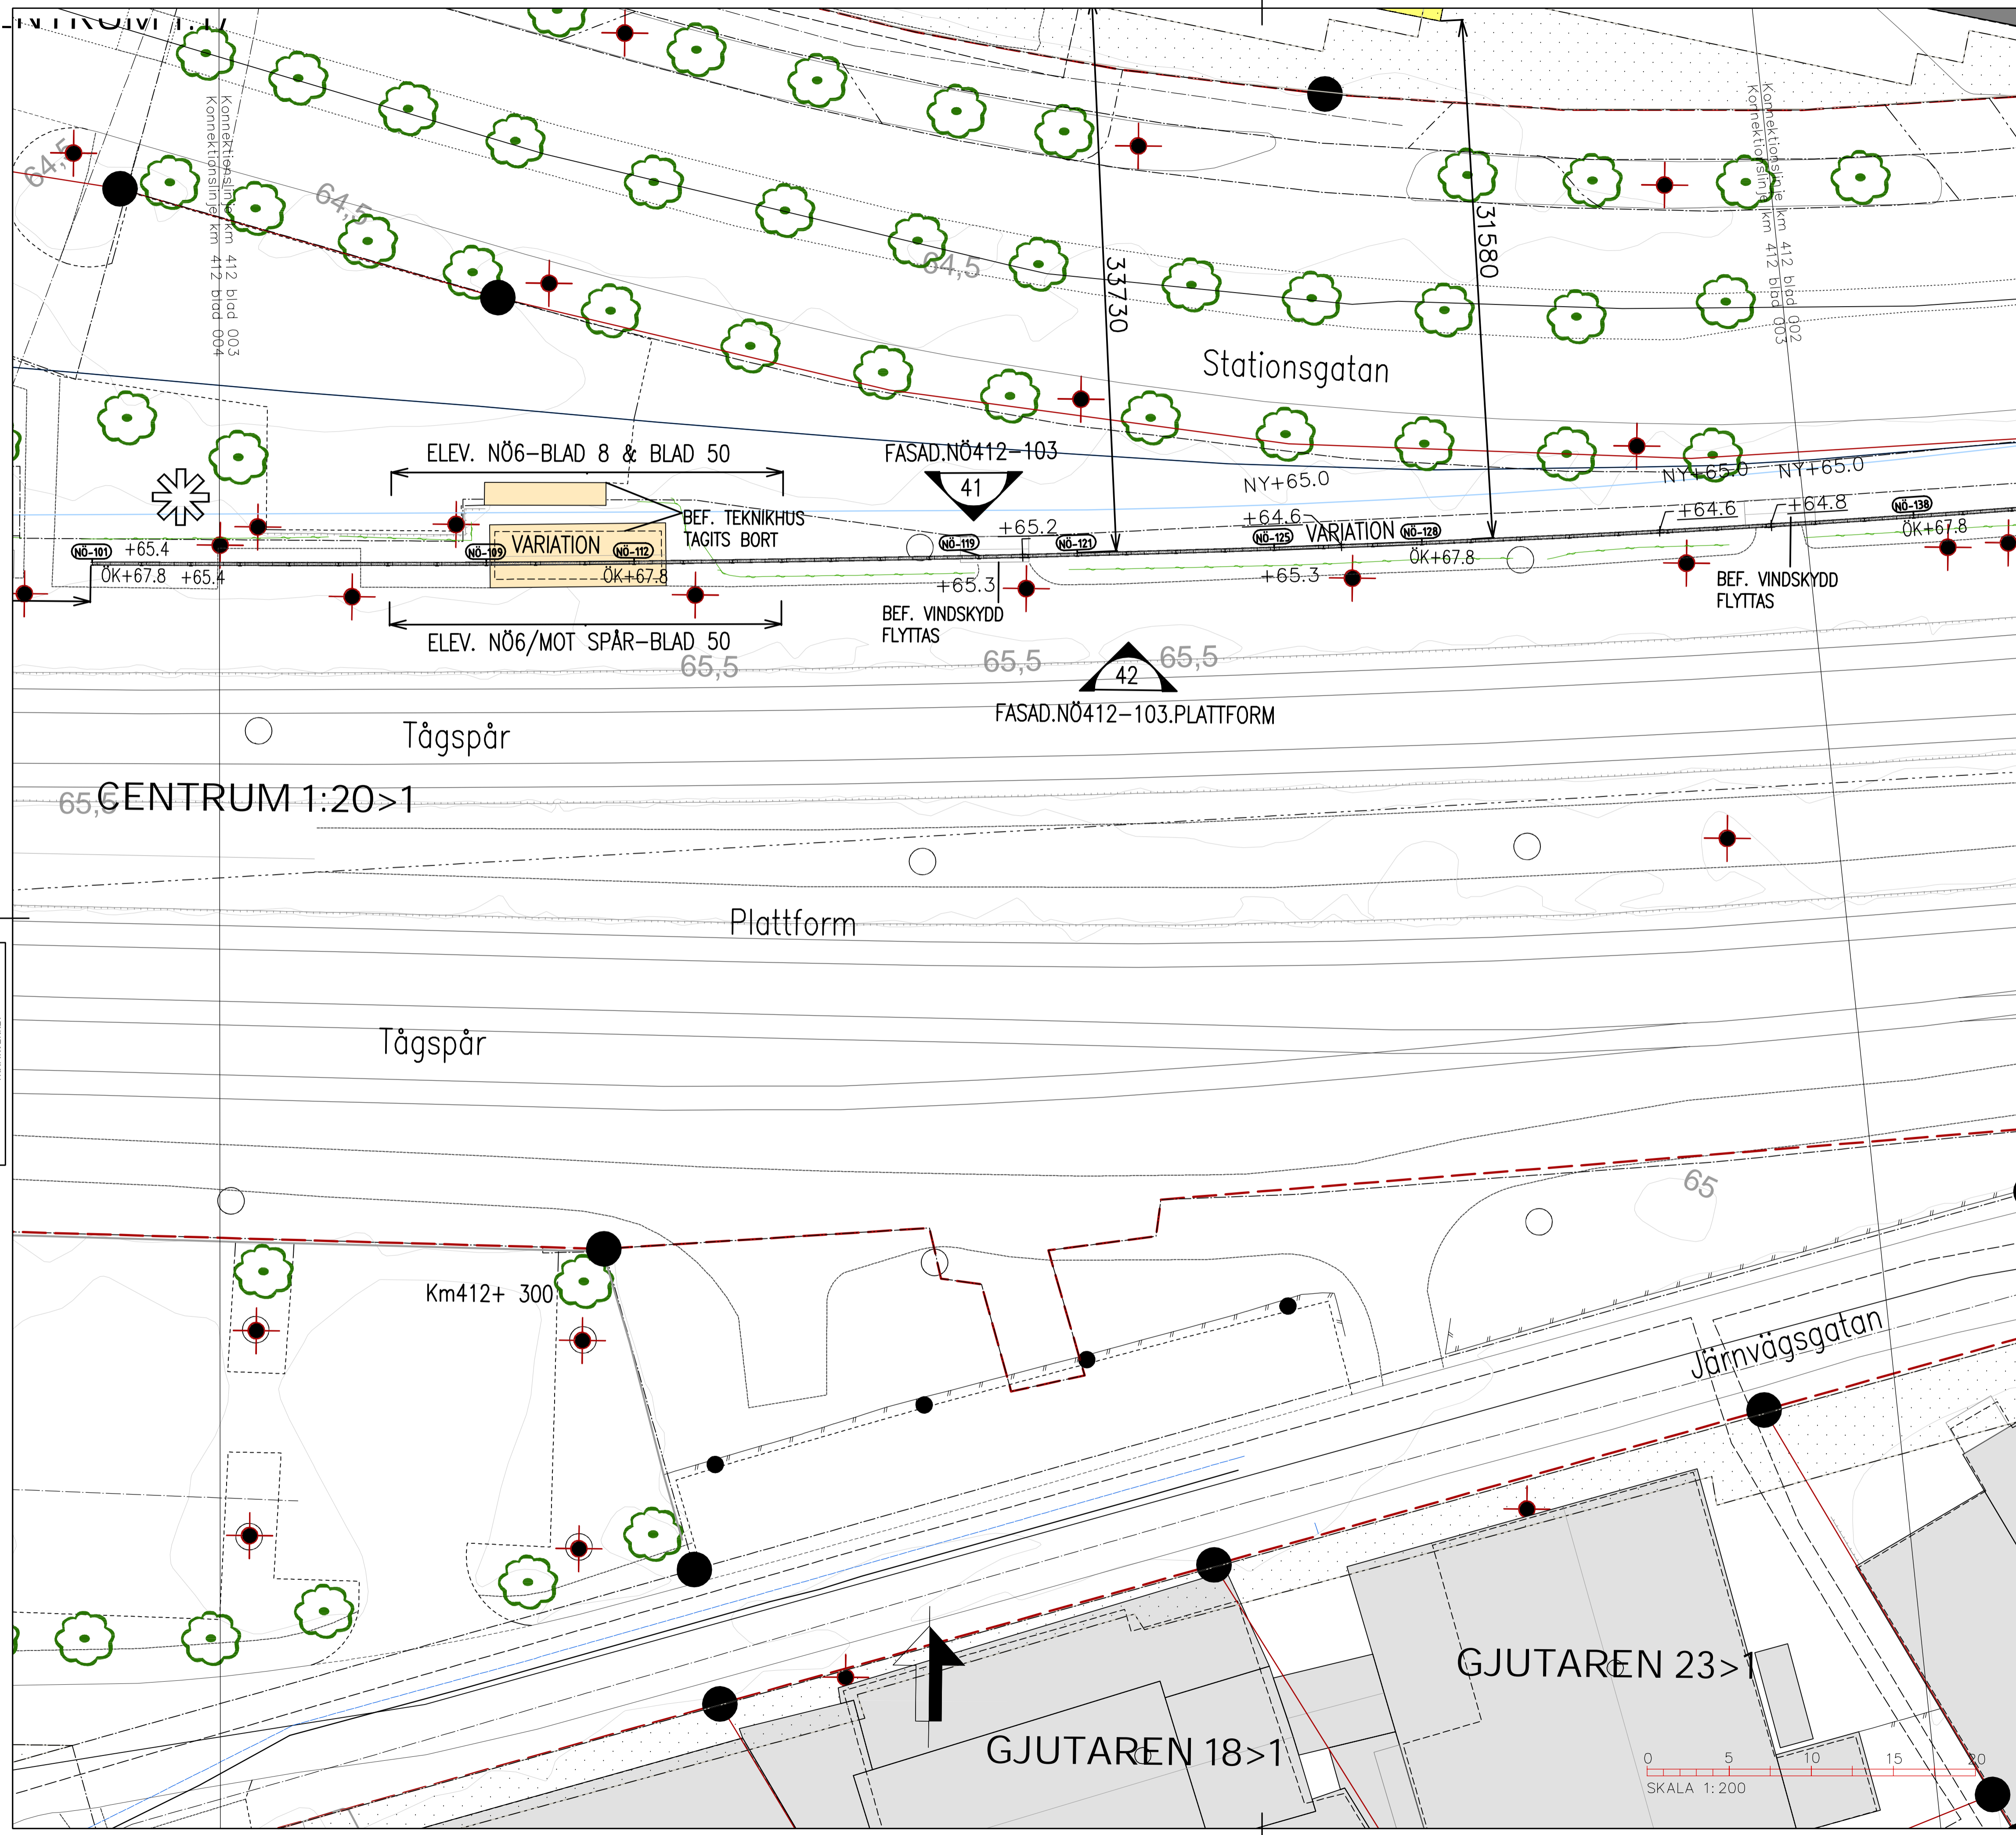 64,5
Konnektionslinje km 412 blad 003
Konnektionslinje km 412 blad 004
64,5
64,5
33730
31580
Konnektionslinje km 412 blad 002
Konnektionslinje km 412 blad 003
Stationsgatan
ELEV. NÖ6-BLAD 8 & BLAD 50
FASAD.NÖ412-103
41
NY+65.0
NY+65.0
NY+65.0
BEF. TEKNIKHUS
TAGITS BORT
+65.2
+64.6
+64.6
+64.8
NÖ-101
+65.4
NÖ-109
VARIATION
NÖ-112
NÖ-119
NÖ-121
NÖ-125
VARIATION
NÖ-128
NÖ-138
ÖK+67.8
+65.4
ÖK+67.8
+65.3
+65.3
ÖK+67.8
ÖK+67.8
BEF. VINDSKYDD
FLYTTAS
BEF. VINDSKYDD
FLYTTAS
ELEV. NÖ6/MOT SPÅR-BLAD 50
65,5
65,5
65,5
42
FASAD.NÖ412-103.PLATTFORM
Tågspår
65,5
CENTRUM 1:20>1
Plattform
Tågspår
65
Km412+ 300
Järnvägsgatan
GJUTAREN 23>1
GJUTAREN 18>1
0 5 10 15 20
SKALA 1:200